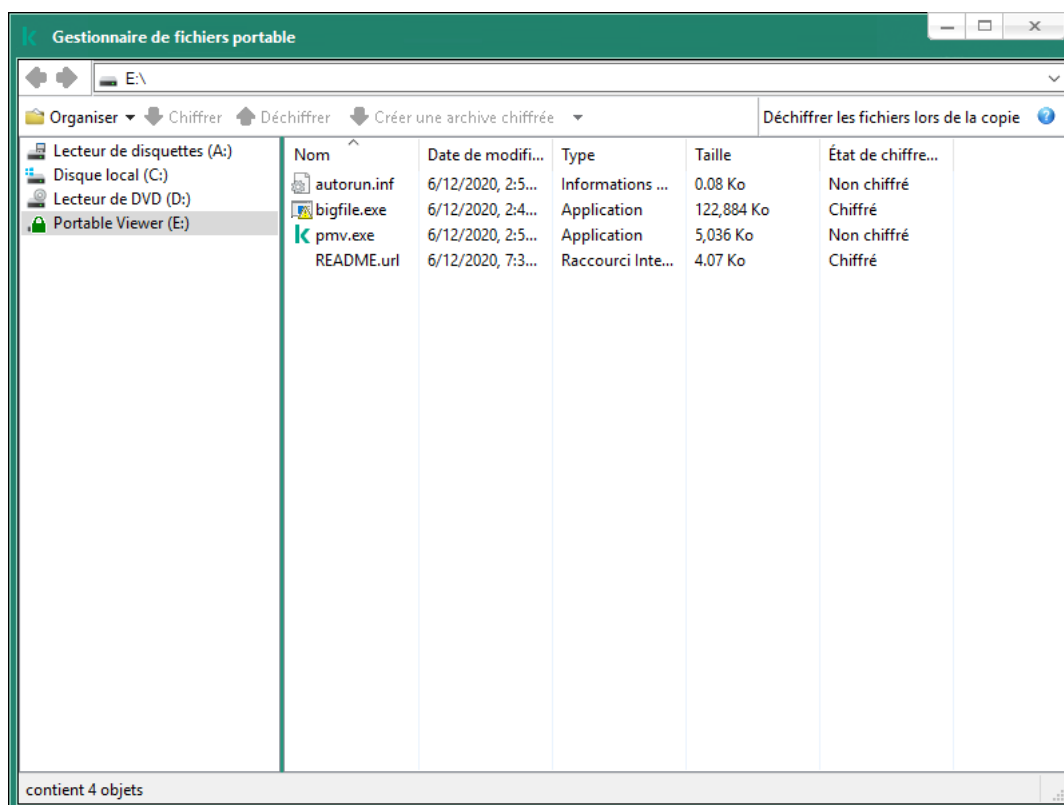 Gestionnaire de fichiers portable
E:\
Organiser Chiffrer Déchiffrer Créer une archive chiffrée Déchiffrer les fichiers lors de la copie
Lecteur de disquettes (A:)
Disque local (C:)
Lecteur de DVD (D:)
Portable Viewer (E:)
Nom Date de modifi... Type Taille État de chiffre...
autorun.inf 6/12/2020, 2:5... Informations ... 0.08 Ko Non chiffré
bigfile.exe 6/12/2020, 2:4... Application 122,884 Ko Chiffré
pmv.exe 6/12/2020, 2:5... Application 5,036 Ko Non chiffré
README.url 6/12/2020, 7:3... Raccourci Inte... 4.07 Ko Chiffré
contient 4 objets